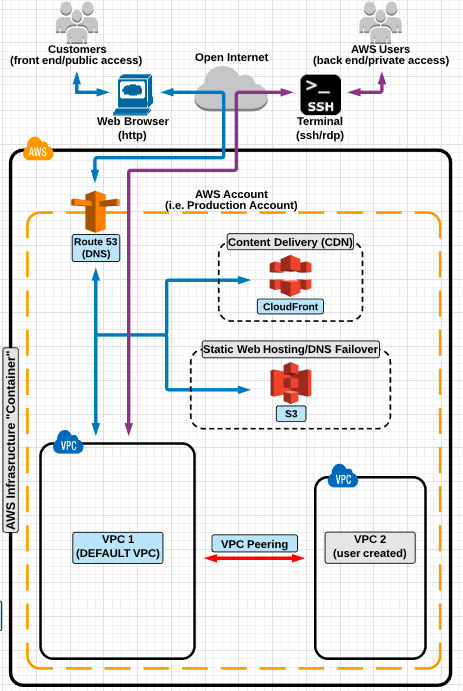 Customers
(front end/public access)
AWS Users
(back end/private access)
Open Internet
Web Browser
(http)
>_
SSH
Terminal
(ssh/rdp)
AWS
AWS Account
(i.e. Production Account)
Route 53
(DNS)
Content Delivery (CDN)
CloudFront
Static Web Hosting/DNS Failover
S3
AWS Infrasructure "Container"
VPC
VPC 1
(DEFAULT VPC)
VPC Peering
VPC
VPC 2
(user created)